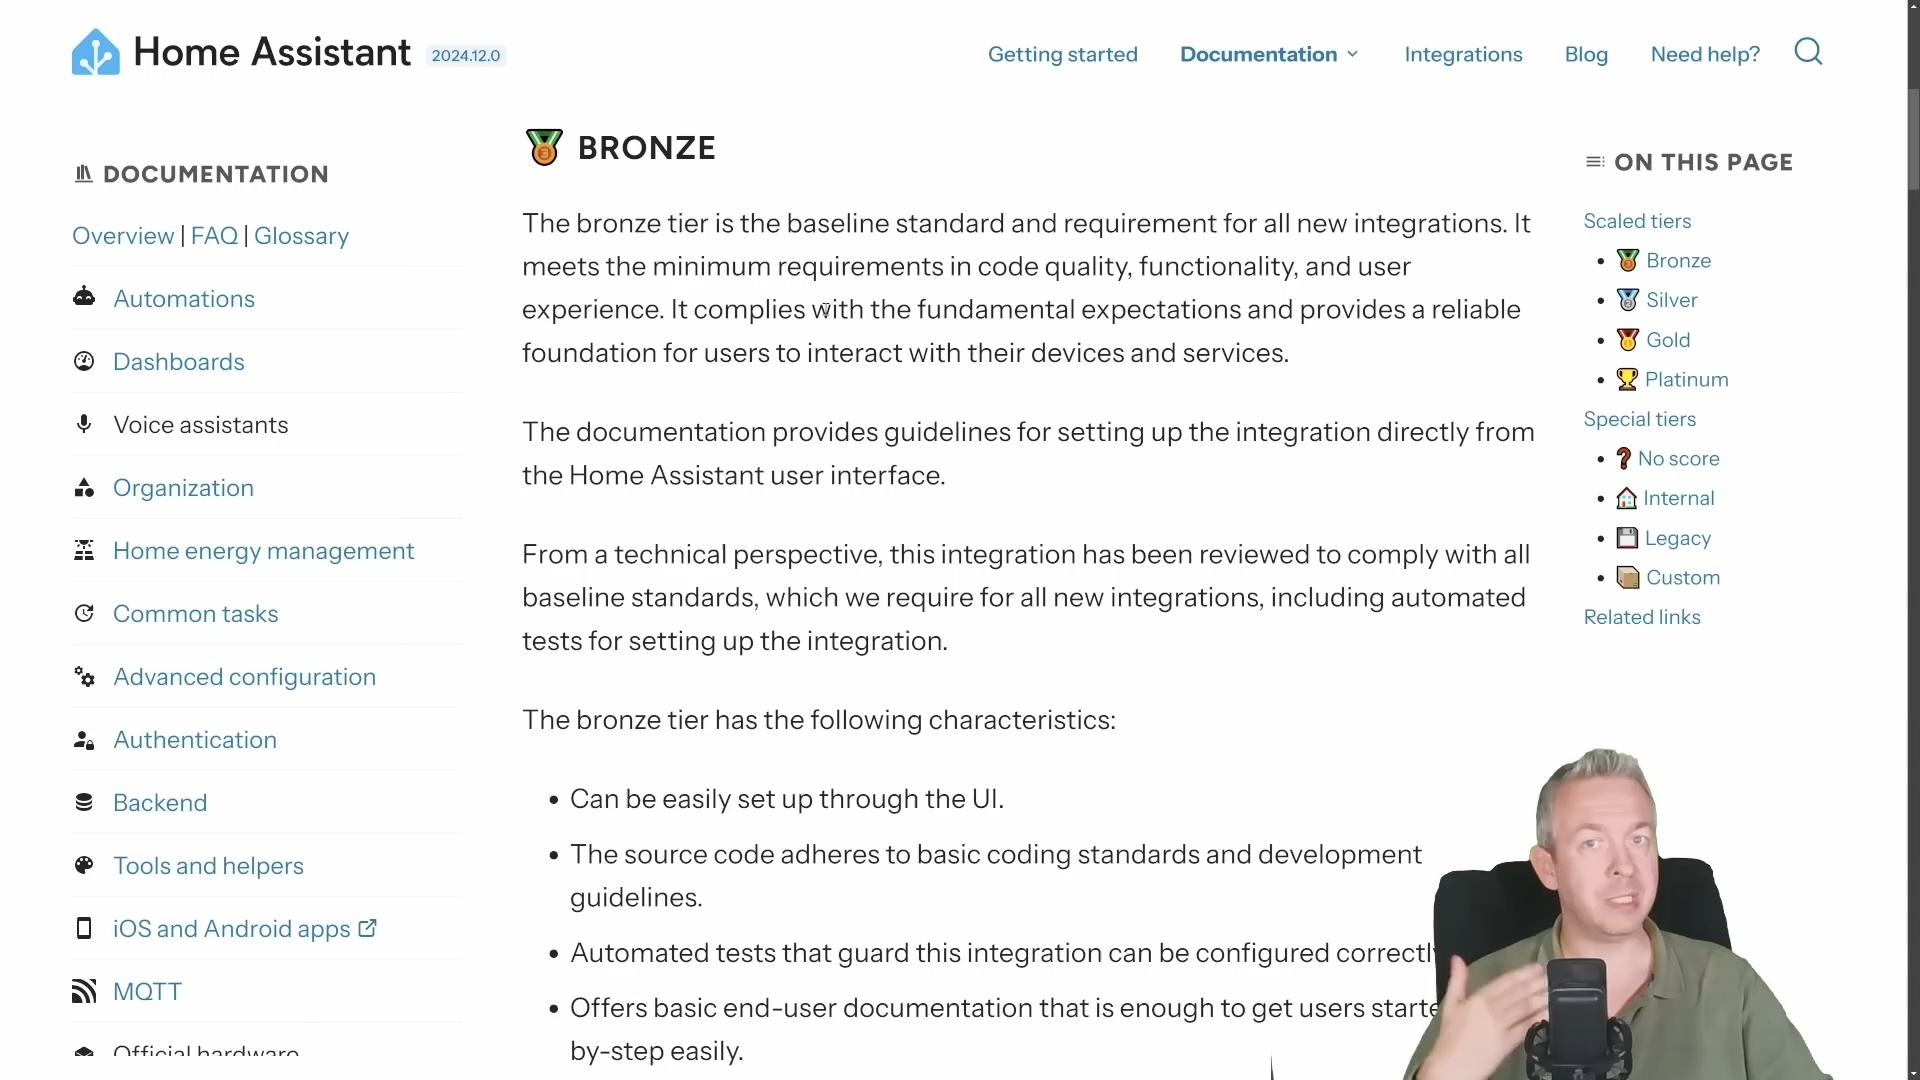 Home Assistant 2024.12.0
Getting started
Documentation
Integrations
Blog
Need help?
DOCUMENTATION
Overview | FAQ | Glossary
Automations
Dashboards
Voice assistants
Organization
Home energy management
Common tasks
Advanced configuration
Authentication
Backend
Tools and helpers
iOS and Android apps
MQTT
Official hardware
BRONZE
The bronze tier is the baseline standard and requirement for all new integrations. It
meets the minimum requirements in code quality, functionality, and user
experience. It complies with the fundamental expectations and provides a reliable
foundation for users to interact with their devices and services.
The documentation provides guidelines for setting up the integration directly from
the Home Assistant user interface.
From a technical perspective, this integration has been reviewed to comply with all
baseline standards, which we require for all new integrations, including automated
tests for setting up the integration.
The bronze tier has the following characteristics:
Can be easily set up through the UI.
The source code adheres to basic coding standards and development
guidelines.
Automated tests that guard this integration can be configured correctly
Offers basic end-user documentation that is enough to get users
by-step easily.
ON THIS PAGE
Scaled tiers
Bronze
Silver
Gold
Platinum
Special tiers
No score
Internal
Legacy
Custom
Related links